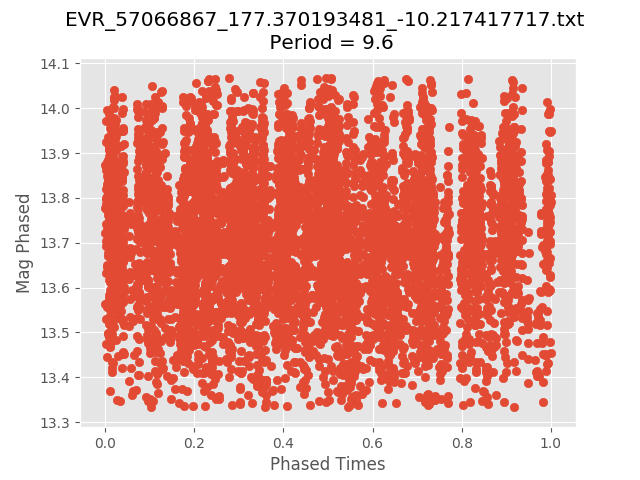 EVR_57066867_177.370193481_-10.217417717.txt
Period = 9.6
14.1
14.0
13.9
13.8
13.7
13.6
13.5
13.4
13.3
Mag Phased
0.0 0.2 0.4 0.6 0.8 1.0
Phased Times